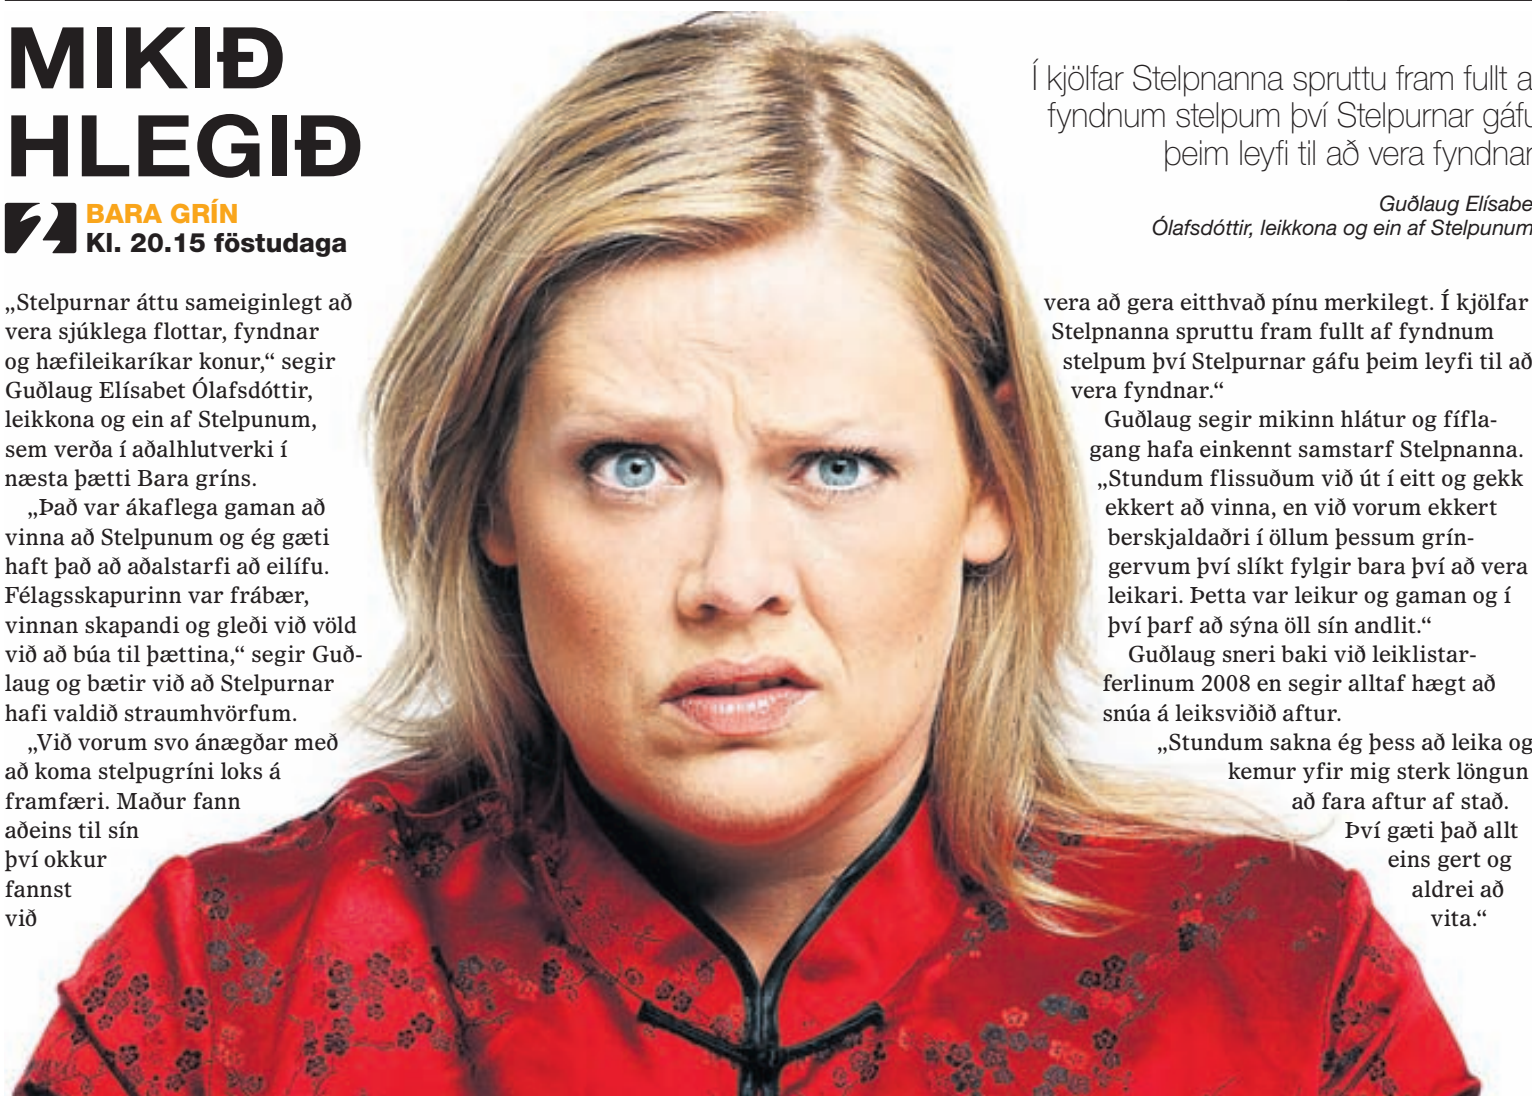 MIKIÐ
HLEGIÐ
2 BARA GRÍN
Kl. 20.15 föstudaga
„Stelpurnar áttu sameiginlegt að
vera sjúklega flottar, fyndnar
og hæfileikaríkar konur,“ segir
Guðlaug Elísabet Ólafsdóttir,
leikkona og ein af Stelpunum,
sem verða í aðalhlutverki í
næsta þætti Bara gríns.
„Það var ákaflega gaman að
vinna að Stelpunum og ég gæti
haft það að aðalstarfi að eilífu.
Félagsskapurinn var frábær,
vinnan skapandi og gleði við völd
við að búa til þættina,“ segir Guð-
laug og bætir við að Stelpurnar
hafi valdið straumhvörfum.
„Við vorum svo ánægðar með
að koma stelpugríni loks á
framfæri. Maður fann
aðeins til sín
því okkur
fannst
við
Í kjölfar Stelpnanna spruttu fram fullt a
fyndnum stelpum því Stelpurnar gáfu
þeim leyfi til að vera fyndnar
Guðlaug Elísabe
Ólafsdóttir, leikkona og ein af Stelpunum
vera að gera eitthvað pínu merkilegt. Í kjölfar
Stelpnanna spruttu fram fullt af fyndnum
stelpum því Stelpurnar gáfu þeim leyfi til að
vera fyndnar.“
Guðlaug segir mikinn hlátur og fífla-
gang hafa einkennt samstarf Stelpnanna.
„Stundum flissuðum við út í eitt og gekk
ekkert að vinna, en við vorum ekkert
berskjaldaðri í öllum þessum grín-
gervum því slíkt fylgir bara því að vera
leikari. Þetta var leikur og gaman og í
því þarf að sýna öll sín andlit.“
Guðlaug sneri baki við leiklistar-
ferlinum 2008 en segir alltaf hægt að
snúa á leiksviðið aftur.
„Stundum sakna ég þess að leika og
kemur yfir mig sterk löngun
að fara aftur af stað.
Því gæti það allt
eins gert og
aldrei að
vita.“